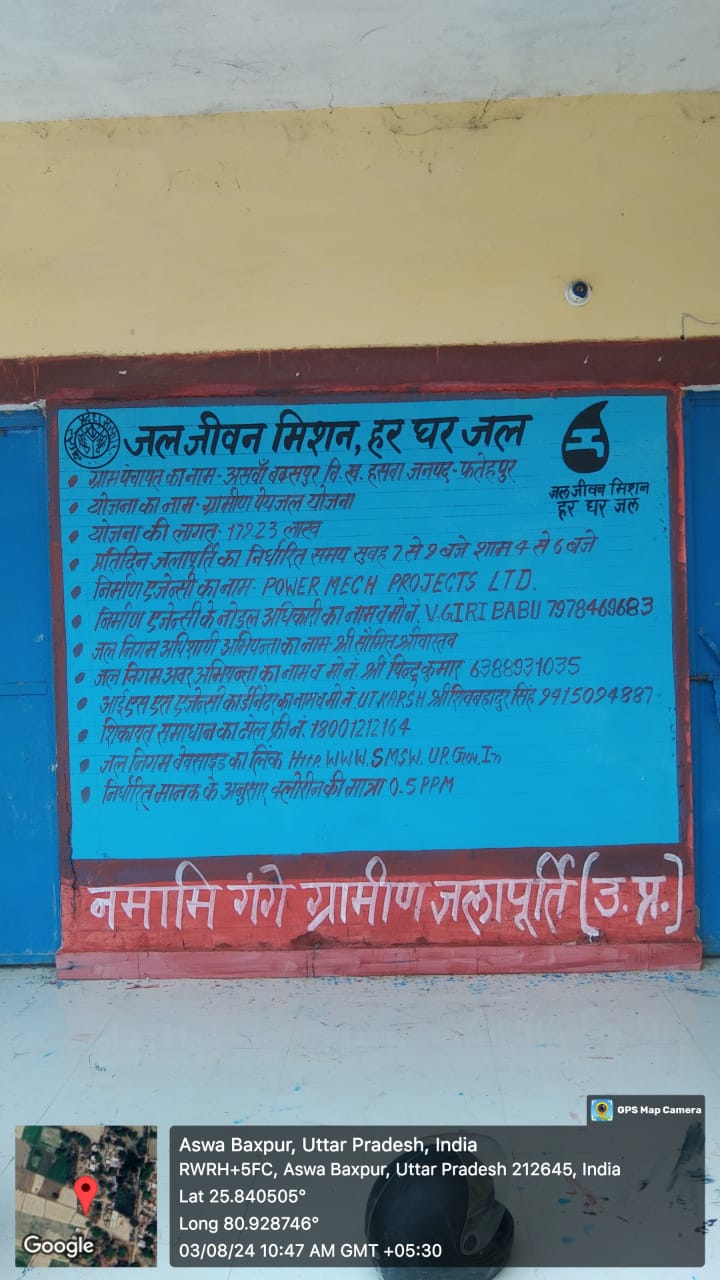 जल जीवन मिशन, हर घर जल
जल जीवन मिशन
हर घर जल
ग्राम पंचायत का नाम- असवाँ बक्सपुर वि. ख. हसवा जनपद- फतेहपुर
योजना का नाम- ग्रामीण पेयजल योजना
योजना की लागत- 179.23 लाख
प्रतिदिन जलापूर्ति का निर्धारित समय सुबह 7 से 9 बजे शाम 4 से 6 बजे
निर्माण एजेन्सी का नाम: POWER MECH PROJECTS LTD.
निर्माण एजेन्सी के नोडल अधिकारी का नाम व मो नं. V. GIRI BABU 7978469683
जल निगम अधिशाषी अभियन्ता का नाम- श्री सौमित श्रीवास्तव
जल निगम अवर अभियन्ता का नाम व मो नं. श्री पिन्टू कुमार 6388931035
आई एस एस एजेन्सी कार्डीनेटर का नाम व मो नं. UTKARSH श्री शिवबहादुर सिंह 9415094887
शिकायत समाधान का टोल फ्री नं. 18001212164
जल निगम वेबसाइड का लिंक Http. WWW. SMSW. UP. Gov. In
निर्धारित मानक के अनुसार क्लोरीन की मात्रा 0.5 PPM
नमामि गंगे ग्रामीण जलापूर्ति (उ. प्र.)
GPS Map Camera
Aswa Baxpur, Uttar Pradesh, India
RWRH+5FC, Aswa Baxpur, Uttar Pradesh 212645, India
Lat 25.840505°
Long 80.928746°
03/08/24 10:47 AM GMT +05:30
Google